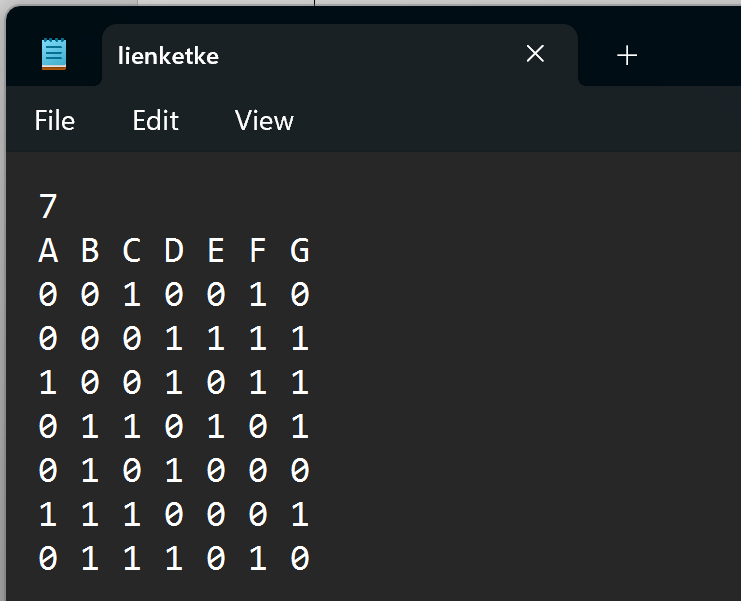 lienketke
File Edit View
7
A B C D E F G
0 0 1 0 0 1 0
0 0 0 1 1 1 1
1 0 0 1 0 1 1
0 1 1 0 1 0 1
0 1 0 1 0 0 0
1 1 1 0 0 0 1
0 1 1 1 0 1 0